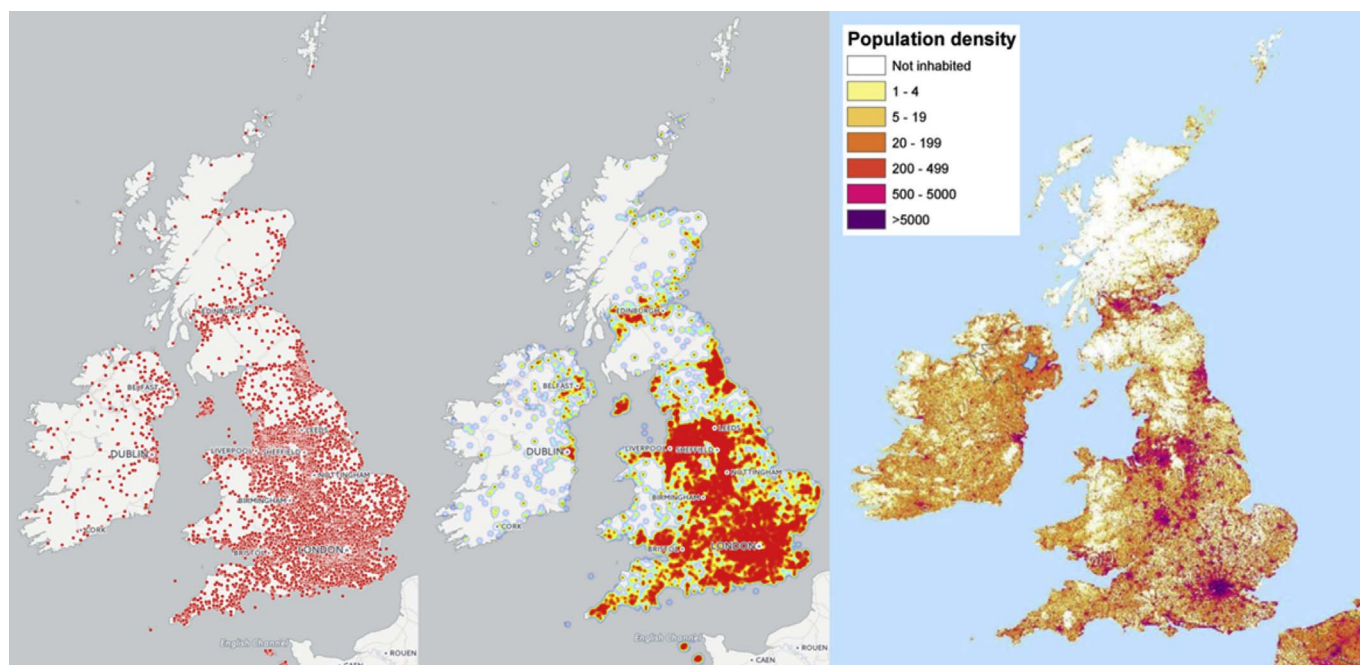 EDINBURGH
BELFAST
LEEDS
DUBLIN
LIVERPOOL
SHEFFIELD
NOTTINGHAM
BIRMINGHAM
CORK
BRISTOL
LONDON
English Channel
ROUEN
CAEN
EDINBURGH
BELFAST
LEEDS
DUBLIN
LIVERPOOL
SHEFFIELD
NOTTINGHAM
BIRMINGHAM
CORK
BRISTOL
LONDON
English Channel
ROUEN
CAEN
Population density
Not inhabited
1 - 4
5 - 19
20 - 199
200 - 499
500 - 5000
>5000